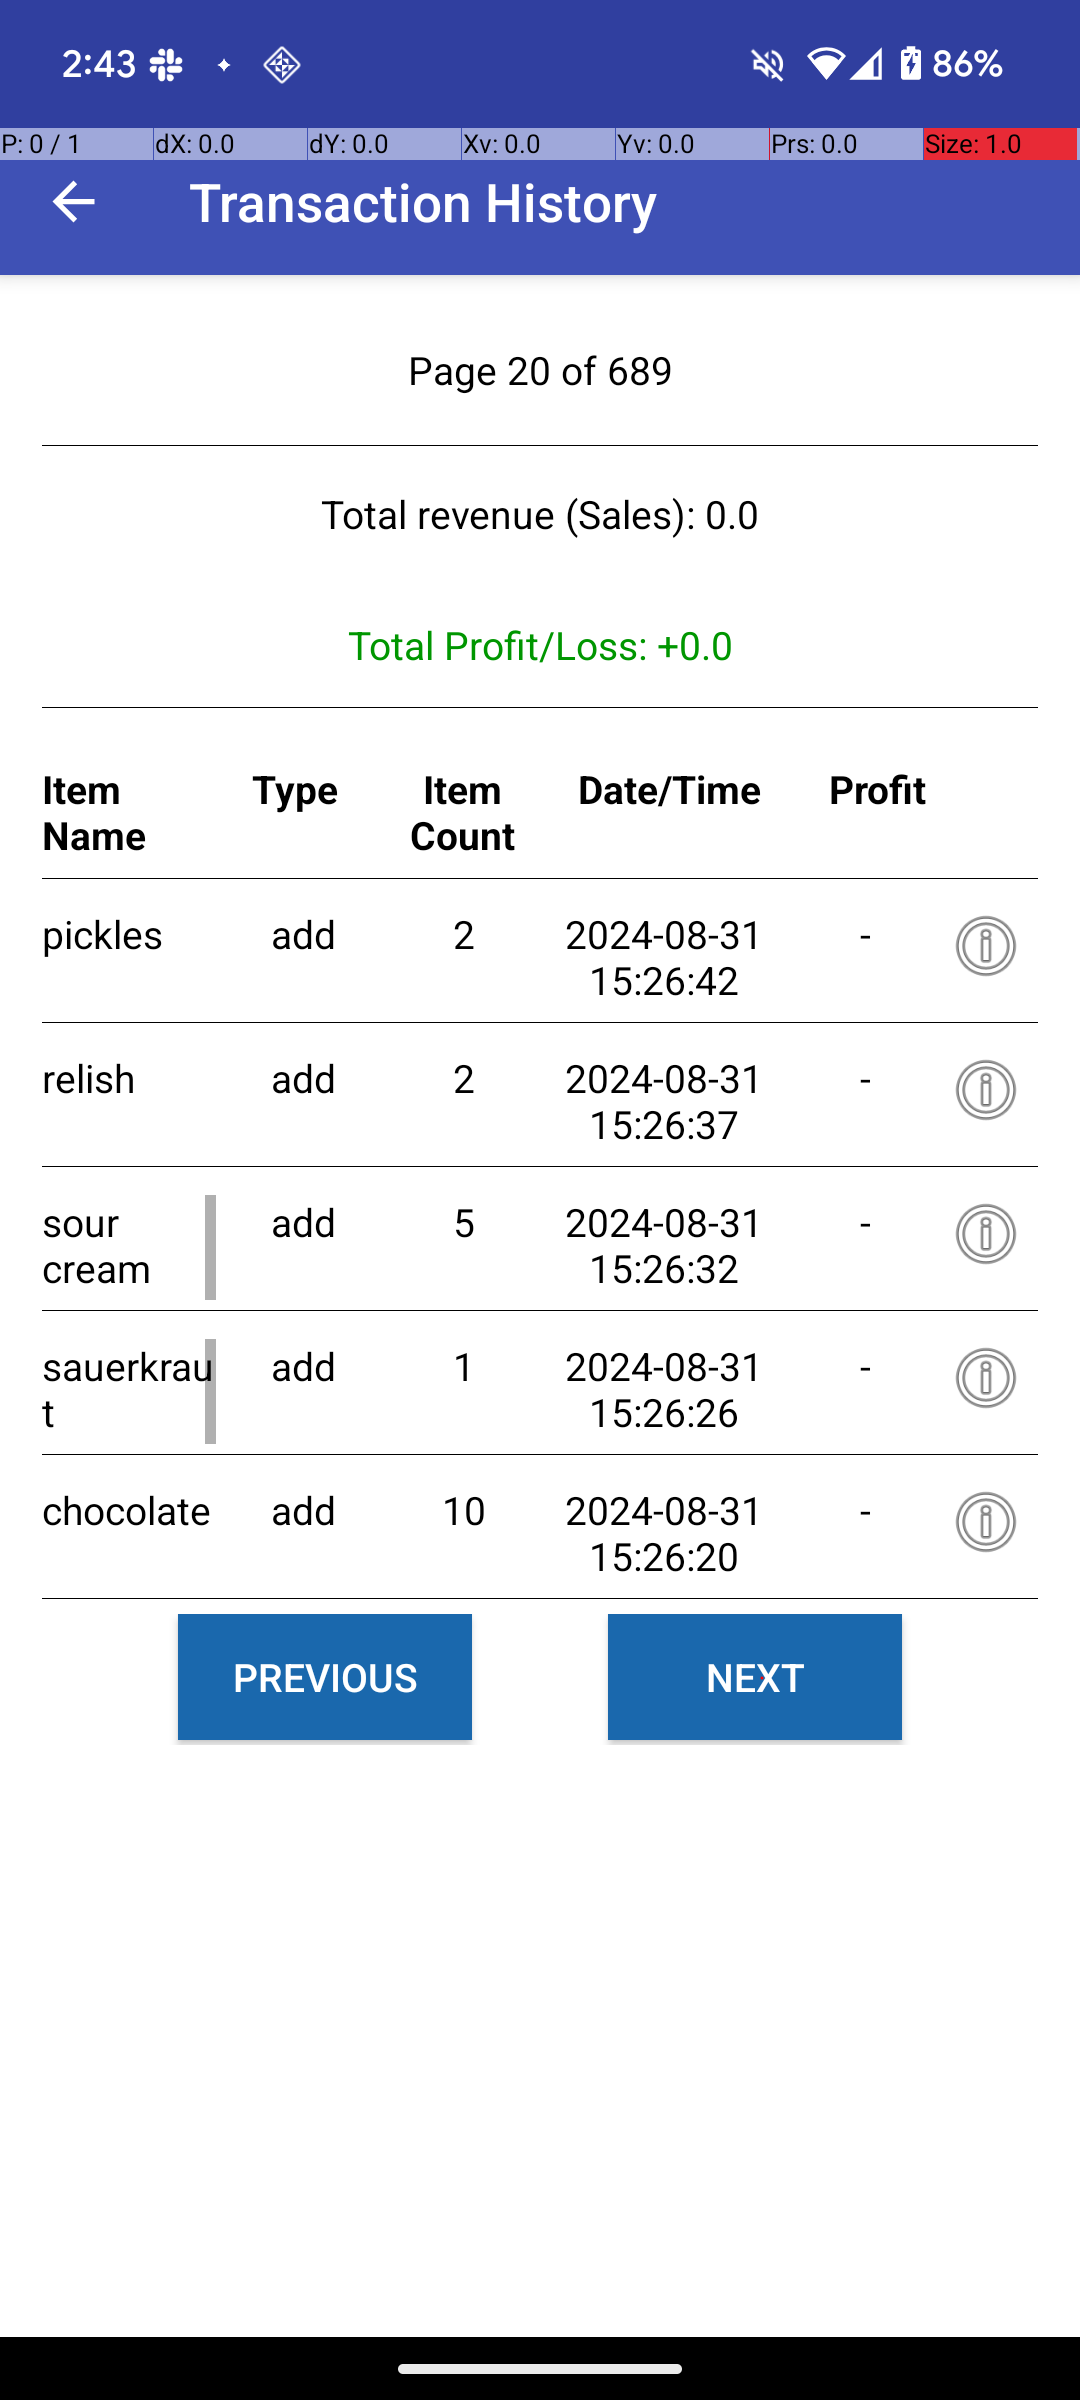 2:43 86%
P: 0 / 1 dX: 0.0 dY: 0.0 Xv: 0.0 Yv: 0.0 Prs: 0.0 Size: 1.0
Transaction History
Page 20 of 689
Total revenue (Sales): 0.0
Total Profit/Loss: +0.0
Item Type Item Date/Time Profit
Name Count
pickles add 2 2024-08-31 -
15:26:42
relish add 2 2024-08-31 -
15:26:37
sour add 5 2024-08-31 -
cream 15:26:32
sauerkrau add 1 2024-08-31 -
t 15:26:26
chocolate add 10 2024-08-31 -
15:26:20
PREVIOUS NEXT